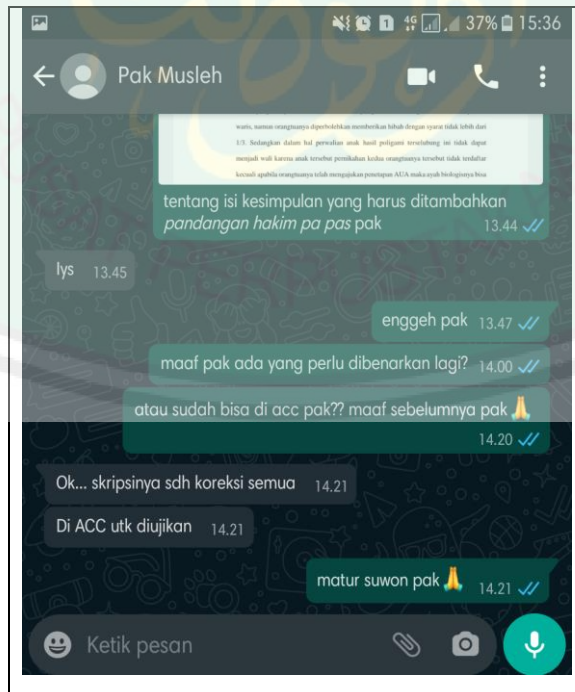 1 4G 37% 15:36
Pak Musleh
waris, namun orangtuanya diperbolehkan memberikan hibah dengan syarat tidak lebih dari
1/3. Sedangkan dalam hal perwalian anak hasil poligami terselubung ini tidak dapat
menjadi wali karena anak tersebut pernikahan kedua orangtuanya tersebut tidak terdaftar
kecuali apabila orangtuanya telah mengajukan penetapan AUA maka ayah biologisnya bisa
tentang isi kesimpulan yang harus ditambahkan
pandangan hakim pa pas pak 13.44
Iys 13.45
enggeh pak 13.47
maaf pak ada yang perlu dibenarkan lagi? 14.00
atau sudah bisa di acc pak?? maaf sebelumnya pak 🙏
14.20
Ok... skripsinya sdh koreksi semua 14.21
Di ACC utk diujikan 14.21
matur suwon pak 🙏 14.21
Ketik pesan